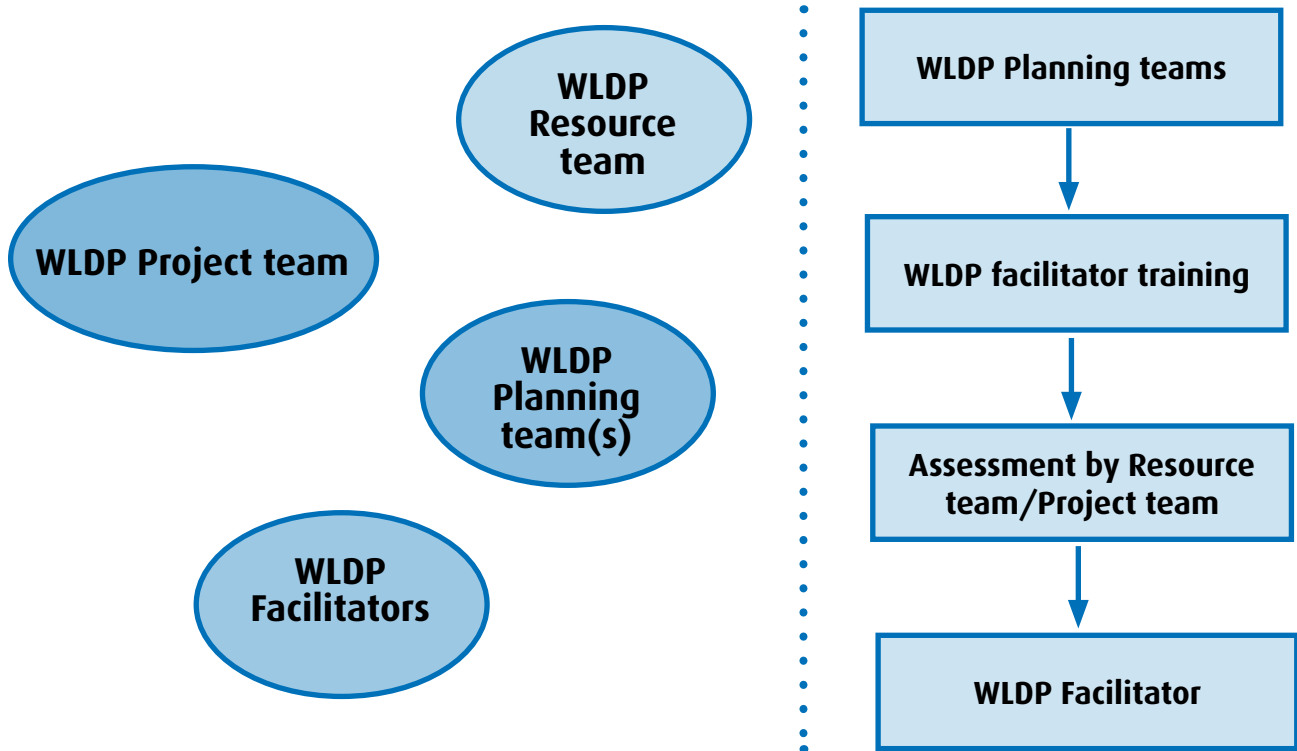 WLDP
Resource
team
WLDP Project team
WLDP
Planning
team(s)
WLDP
Facilitators
WLDP Planning teams
WLDP facilitator training
Assessment by Resource
team/Project team
WLDP Facilitator